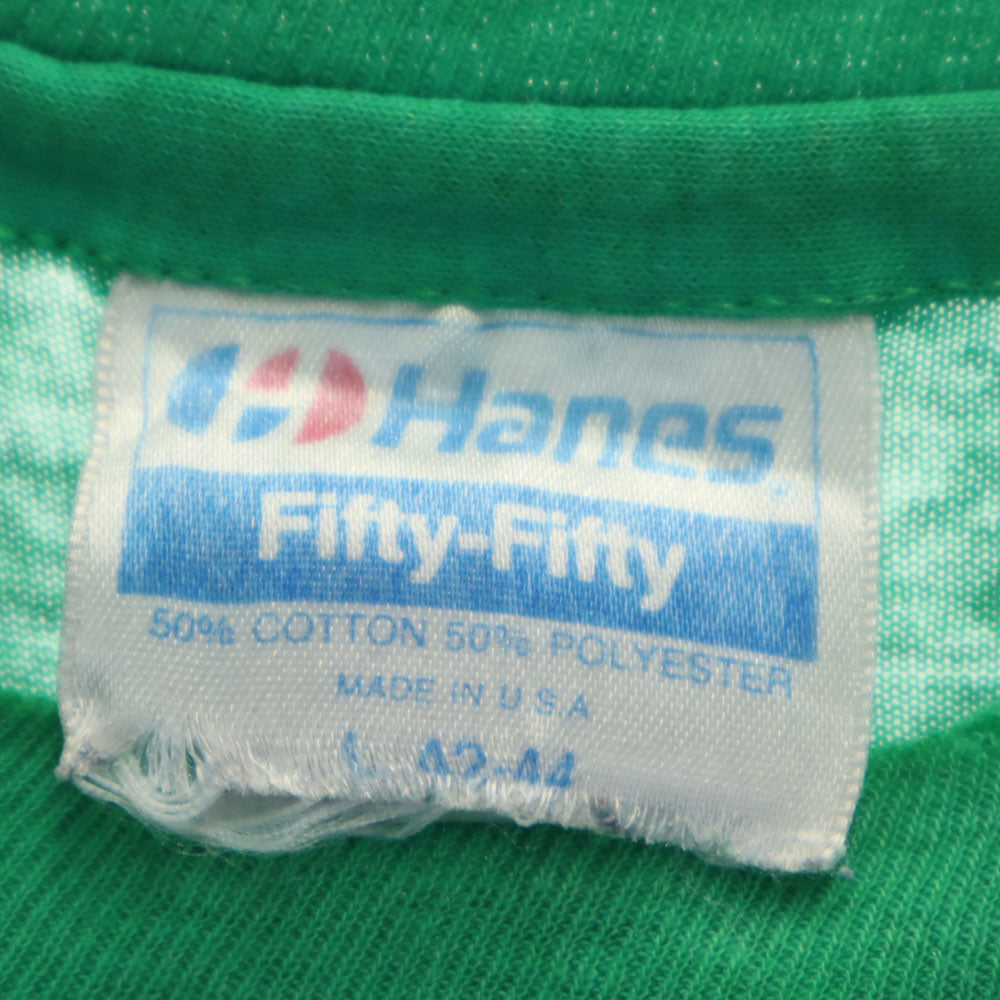 Hanes®
Fifty-Fifty
50% COTTON 50% POLYESTER
MADE IN U.S.A
L 42-44